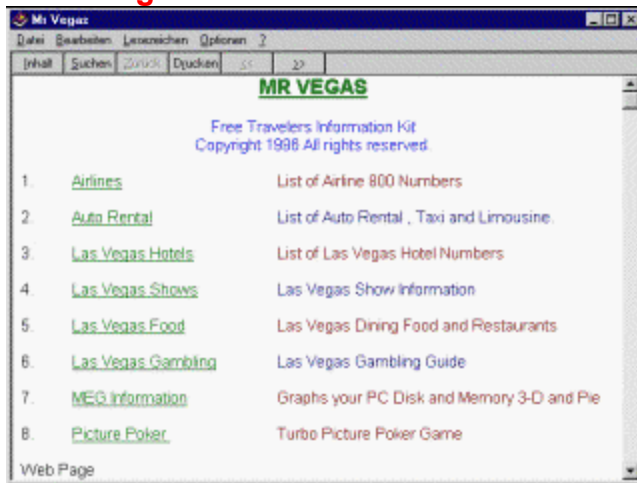 Mr Vegaz
Datei Bearbeiten Lesezeichen Optionen ?
Inhalt Suchen Zurück Drucken << >>
MR VEGAS
Free Travelers Information Kit
Copyright 1996 All rights reserved.
1. Airlines List of Airline 800 Numbers
2. Auto Rental List of Auto Rental , Taxi and Limousine.
3. Las Vegas Hotels List of Las Vegas Hotel Numbers
4. Las Vegas Shows Las Vegas Show Information
5. Las Vegas Food Las Vegas Dining Food and Restaurants
6. Las Vegas Gambling Las Vegas Gambling Guide
7. MEG Information Graphs your PC Disk and Memory 3-D and Pie
8. Picture Poker Turbo Picture Poker Game
Web Page